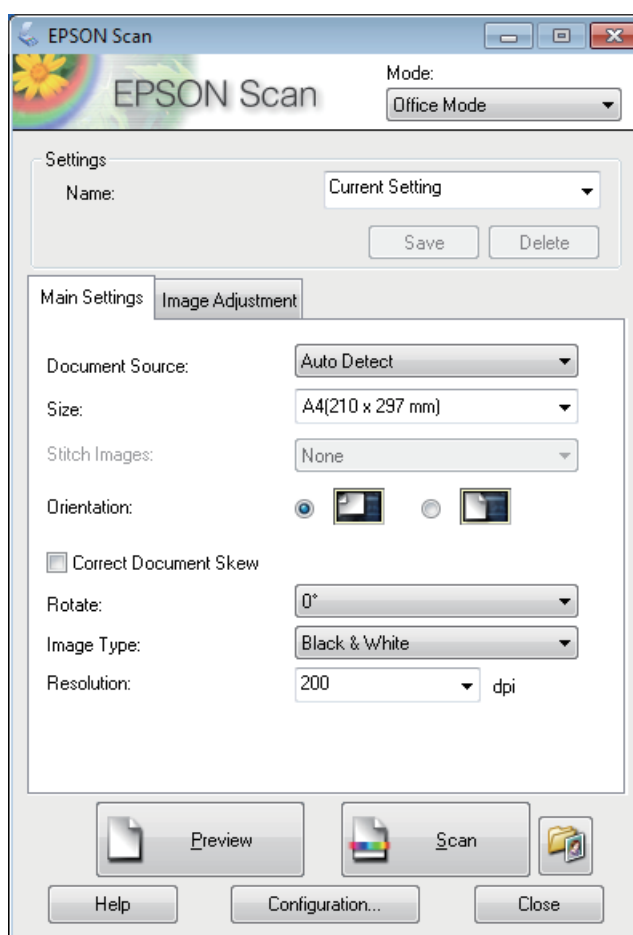 EPSON Scan
EPSON Scan
Mode:
Office Mode
Settings
Name:
Current Setting
Save
Delete
Main Settings
Image Adjustment
Document Source:
Auto Detect
Size:
A4(210 x 297 mm)
Stitch Images:
None
Orientation:
Correct Document Skew
Rotate:
0°
Image Type:
Black & White
Resolution:
200
dpi
Preview
Scan
Help
Configuration...
Close